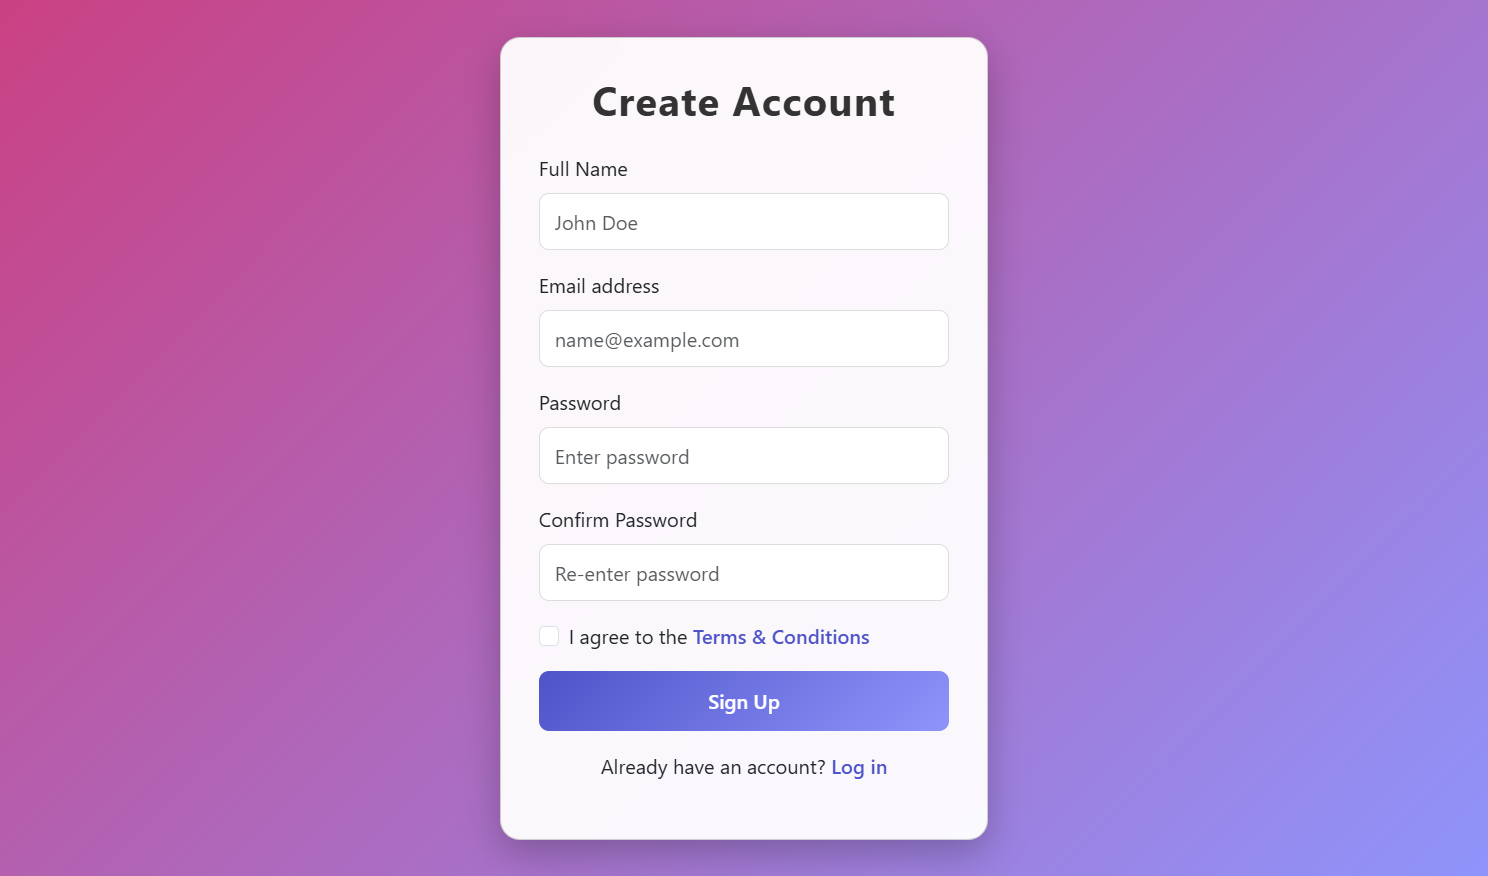 Create Account
Full Name
John Doe
Email address
name@example.com
Password
Enter password
Confirm Password
Re-enter password
I agree to the Terms & Conditions
Sign Up
Already have an account? Log in